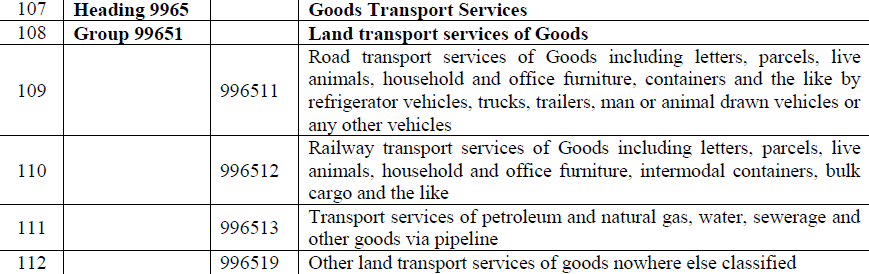 107 Heading 9965 Goods Transport Services
108 Group 99651 Land transport services of Goods
Road transport services of Goods including letters, parcels, live
animals, household and office furniture, containers and the like by
109 996511 refrigerator vehicles, trucks, trailers, man or animal drawn vehicles or
any other vehicles
Railway transport services of Goods including letters, parcels, live
110 996512 animals, household and office furniture, intermodal containers, bulk
cargo and the like
111 996513 Transport services of petroleum and natural gas, water, sewerage and
other goods via pipeline
112 996519 Other land transport services of goods nowhere else classified